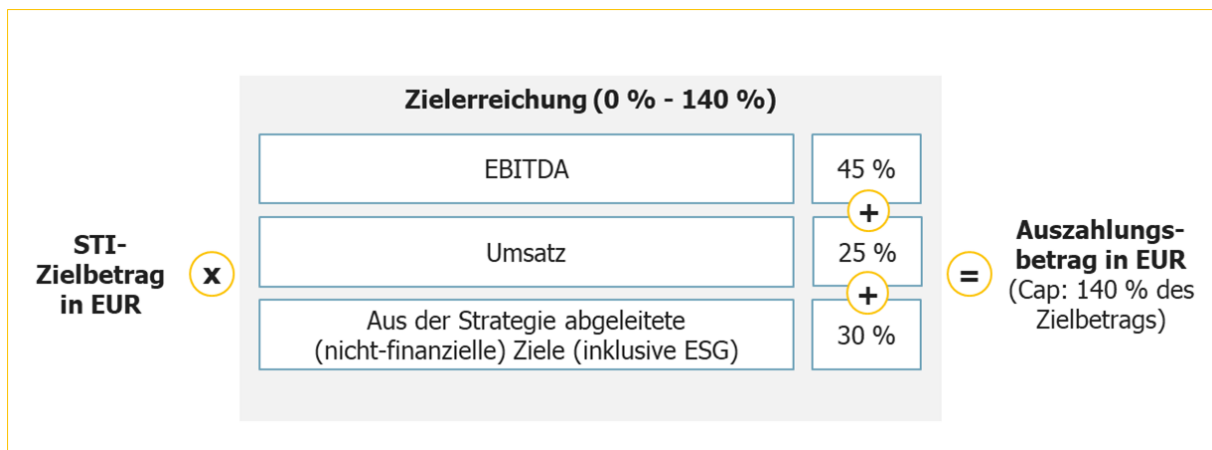 Zielerreichung (0 % - 140 %)
STI-
Zielbetrag
in EUR
x
EBITDA
45 %
+
Umsatz
25 %
+
Aus der Strategie abgeleitete
(nicht-finanzielle) Ziele (inklusive ESG)
30 %
=
Auszahlungs-
betrag in EUR
(Cap: 140 % des
Zielbetrags)